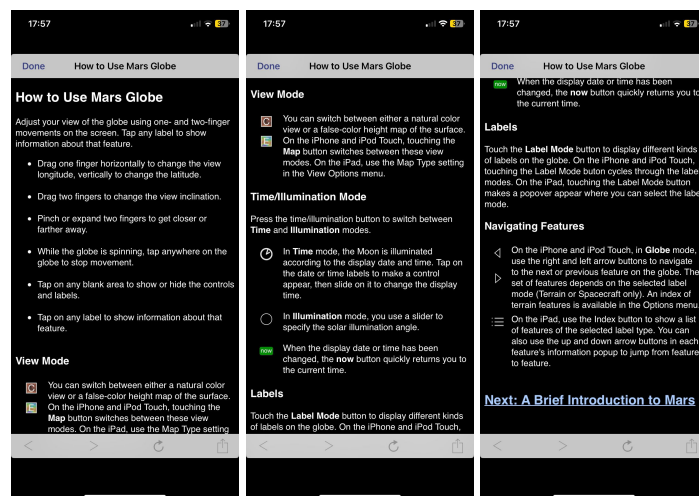 17:57
37
Done
How to Use Mars Globe
How to Use Mars Globe
Adjust your view of the globe using one- and two-finger
movements on the screen. Tap any label to show
information about that feature.
• Drag one finger horizontally to change the view
longitude, vertically to change the latitude.
• Drag two fingers to change the view inclination.
• Pinch or expand two fingers to get closer or
farther away.
• While the globe is spinning, tap anywhere on the
globe to stop movement.
• Tap on any blank area to show or hide the controls
and labels.
• Tap on any label to show information about that
feature.
View Mode
C
E
You can switch between either a natural color
view or a false-color height map of the surface.
On the iPhone and iPod Touch, touching the
Map button switches between these view
modes. On the iPad, use the Map Type setting
17:57
37
Done
How to Use Mars Globe
View Mode
C
E
You can switch between either a natural color
view or a false-color height map of the surface.
On the iPhone and iPod Touch, touching the
Map button switches between these view
modes. On the iPad, use the Map Type setting
in the View Options menu.
Time/Illumination Mode
Press the time/illumination button to switch between
Time and Illumination modes.
In Time mode, the Moon is illuminated
according to the display date and time. Tap on
the date or time labels to make a control
appear, then slide on it to change the display
time.
In Illumination mode, you use a slider to
specify the solar illumination angle.
now
When the display date or time has been
changed, the now button quickly returns you to
the current time.
Labels
Touch the Label Mode button to display different kinds
of labels on the globe. On the iPhone and iPod Touch,
17:57
37
Done
How to Use Mars Globe
now
When the display date or time has been
changed, the now button quickly returns you to
the current time.
Labels
Touch the Label Mode button to display different kinds
of labels on the globe. On the iPhone and iPod Touch,
touching the Label Mode buton cycles through the labe
modes. On the iPad, touching the Label Mode button
makes a popover appear where you can select the labe
mode.
Navigating Features
On the iPhone and iPod Touch, in Globe mode,
use the right and left arrow buttons to navigate
to the next or previous feature on the globe. The
set of features depends on the selected label
mode (Terrain or Spacecraft only). An index of
terrain features is available in the Options menu
On the iPad, use the Index button to show a list
of features of the selected label type. You can
also use the up and down arrow buttons in each
feature's information popup to jump from feature
to feature.
Next: A Brief Introduction to Mars